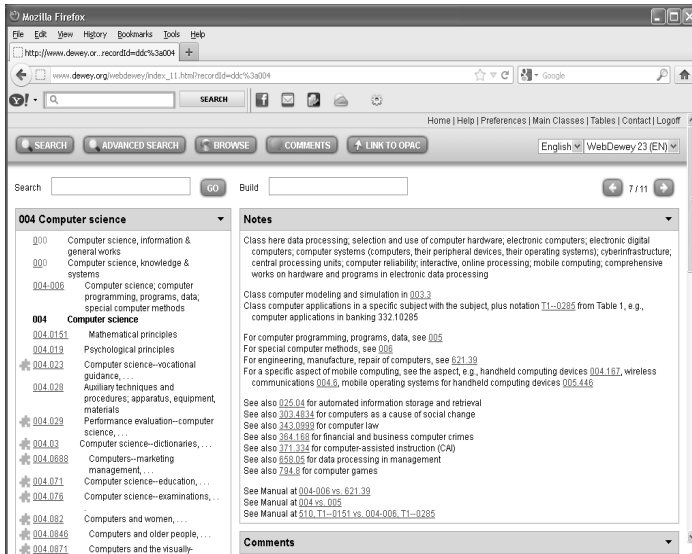 Mozilla Firefox
File Edit View History Bookmarks Tools Help
http://www.dewey.or...recordId=ddc%3a004 +
www.dewey.org/webdewey/index_11.html?recordId=ddc%3a004 Google
Y! SEARCH
Home | Help | Preferences | Main Classes | Tables | Contact | Logoff
SEARCH ADVANCED SEARCH BROWSE COMMENTS LINK TO OPAC English WebDewey 23 (EN)
Search GO Build 7 / 11
004 Computer science
000 Computer science, information &
general works
000 Computer science, knowledge &
systems
004-006 Computer science; computer
programming, programs, data;
special computer methods
004 Computer science
004.0151 Mathematical principles
004.019 Psychological principles
004.023 Computer science--vocational
guidance, . . .
004.028 Auxiliary techniques and
procedures; apparatus, equipment,
materials
004.029 Performance evaluation--computer
science, . . .
004.03 Computer science--dictionaries, . . .
004.0688 Computers--marketing
management, . . .
004.071 Computer science--education, . . .
004.076 Computer science--examinations, . .
.
004.082 Computers and women, . . .
004.0846 Computers and older people, . . .
004.0871 Computers and the visually-
Notes
Class here data processing; selection and use of computer hardware; electronic computers; electronic digital
computers; computer systems (computers, their peripheral devices, their operating systems); cyberinfrastructure;
central processing units; computer reliability; interactive, online processing; mobile computing; comprehensive
works on hardware and programs in electronic data processing
Class computer modeling and simulation in 003.3
Class computer applications in a specific subject with the subject, plus notation T1--0285 from Table 1, e.g.,
computer applications in banking 332.10285
For computer programming, programs, data, see 005
For special computer methods, see 006
For engineering, manufacture, repair of computers, see 621.39
For a specific aspect of mobile computing, see the aspect, e.g., handheld computing devices 004.167, wireless
communications 004.6, mobile operating systems for handheld computing devices 005.446
See also 025.04 for automated information storage and retrieval
See also 303.4834 for computers as a cause of social change
See also 343.0999 for computer law
See also 364.168 for financial and business computer crimes
See also 371.334 for computer-assisted instruction (CAI)
See also 658.05 for data processing in management
See also 794.8 for computer games
See Manual at 004-006 vs. 621.39
See Manual at 004 vs. 005
See Manual at 510, T1--0151 vs. 004-006, T1--0285
Comments